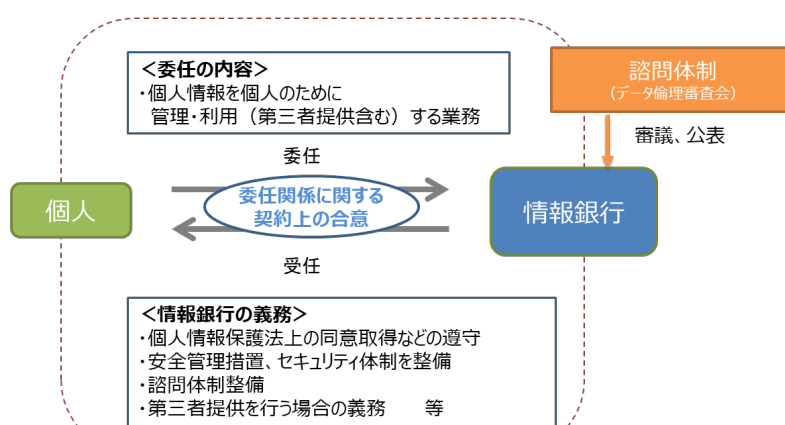 <委任の内容>
・個人情報を個人のために
管理・利用（第三者提供含む）する業務
諮問体制
（データ倫理審査会）
審議、公表
委任
個人
委任関係に関する
契約上の合意
情報銀行
受任
<情報銀行の義務>
・個人情報保護法上の同意取得などの遵守
・安全管理措置、セキュリティ体制を整備
・諮問体制整備
・第三者提供を行う場合の義務　　等